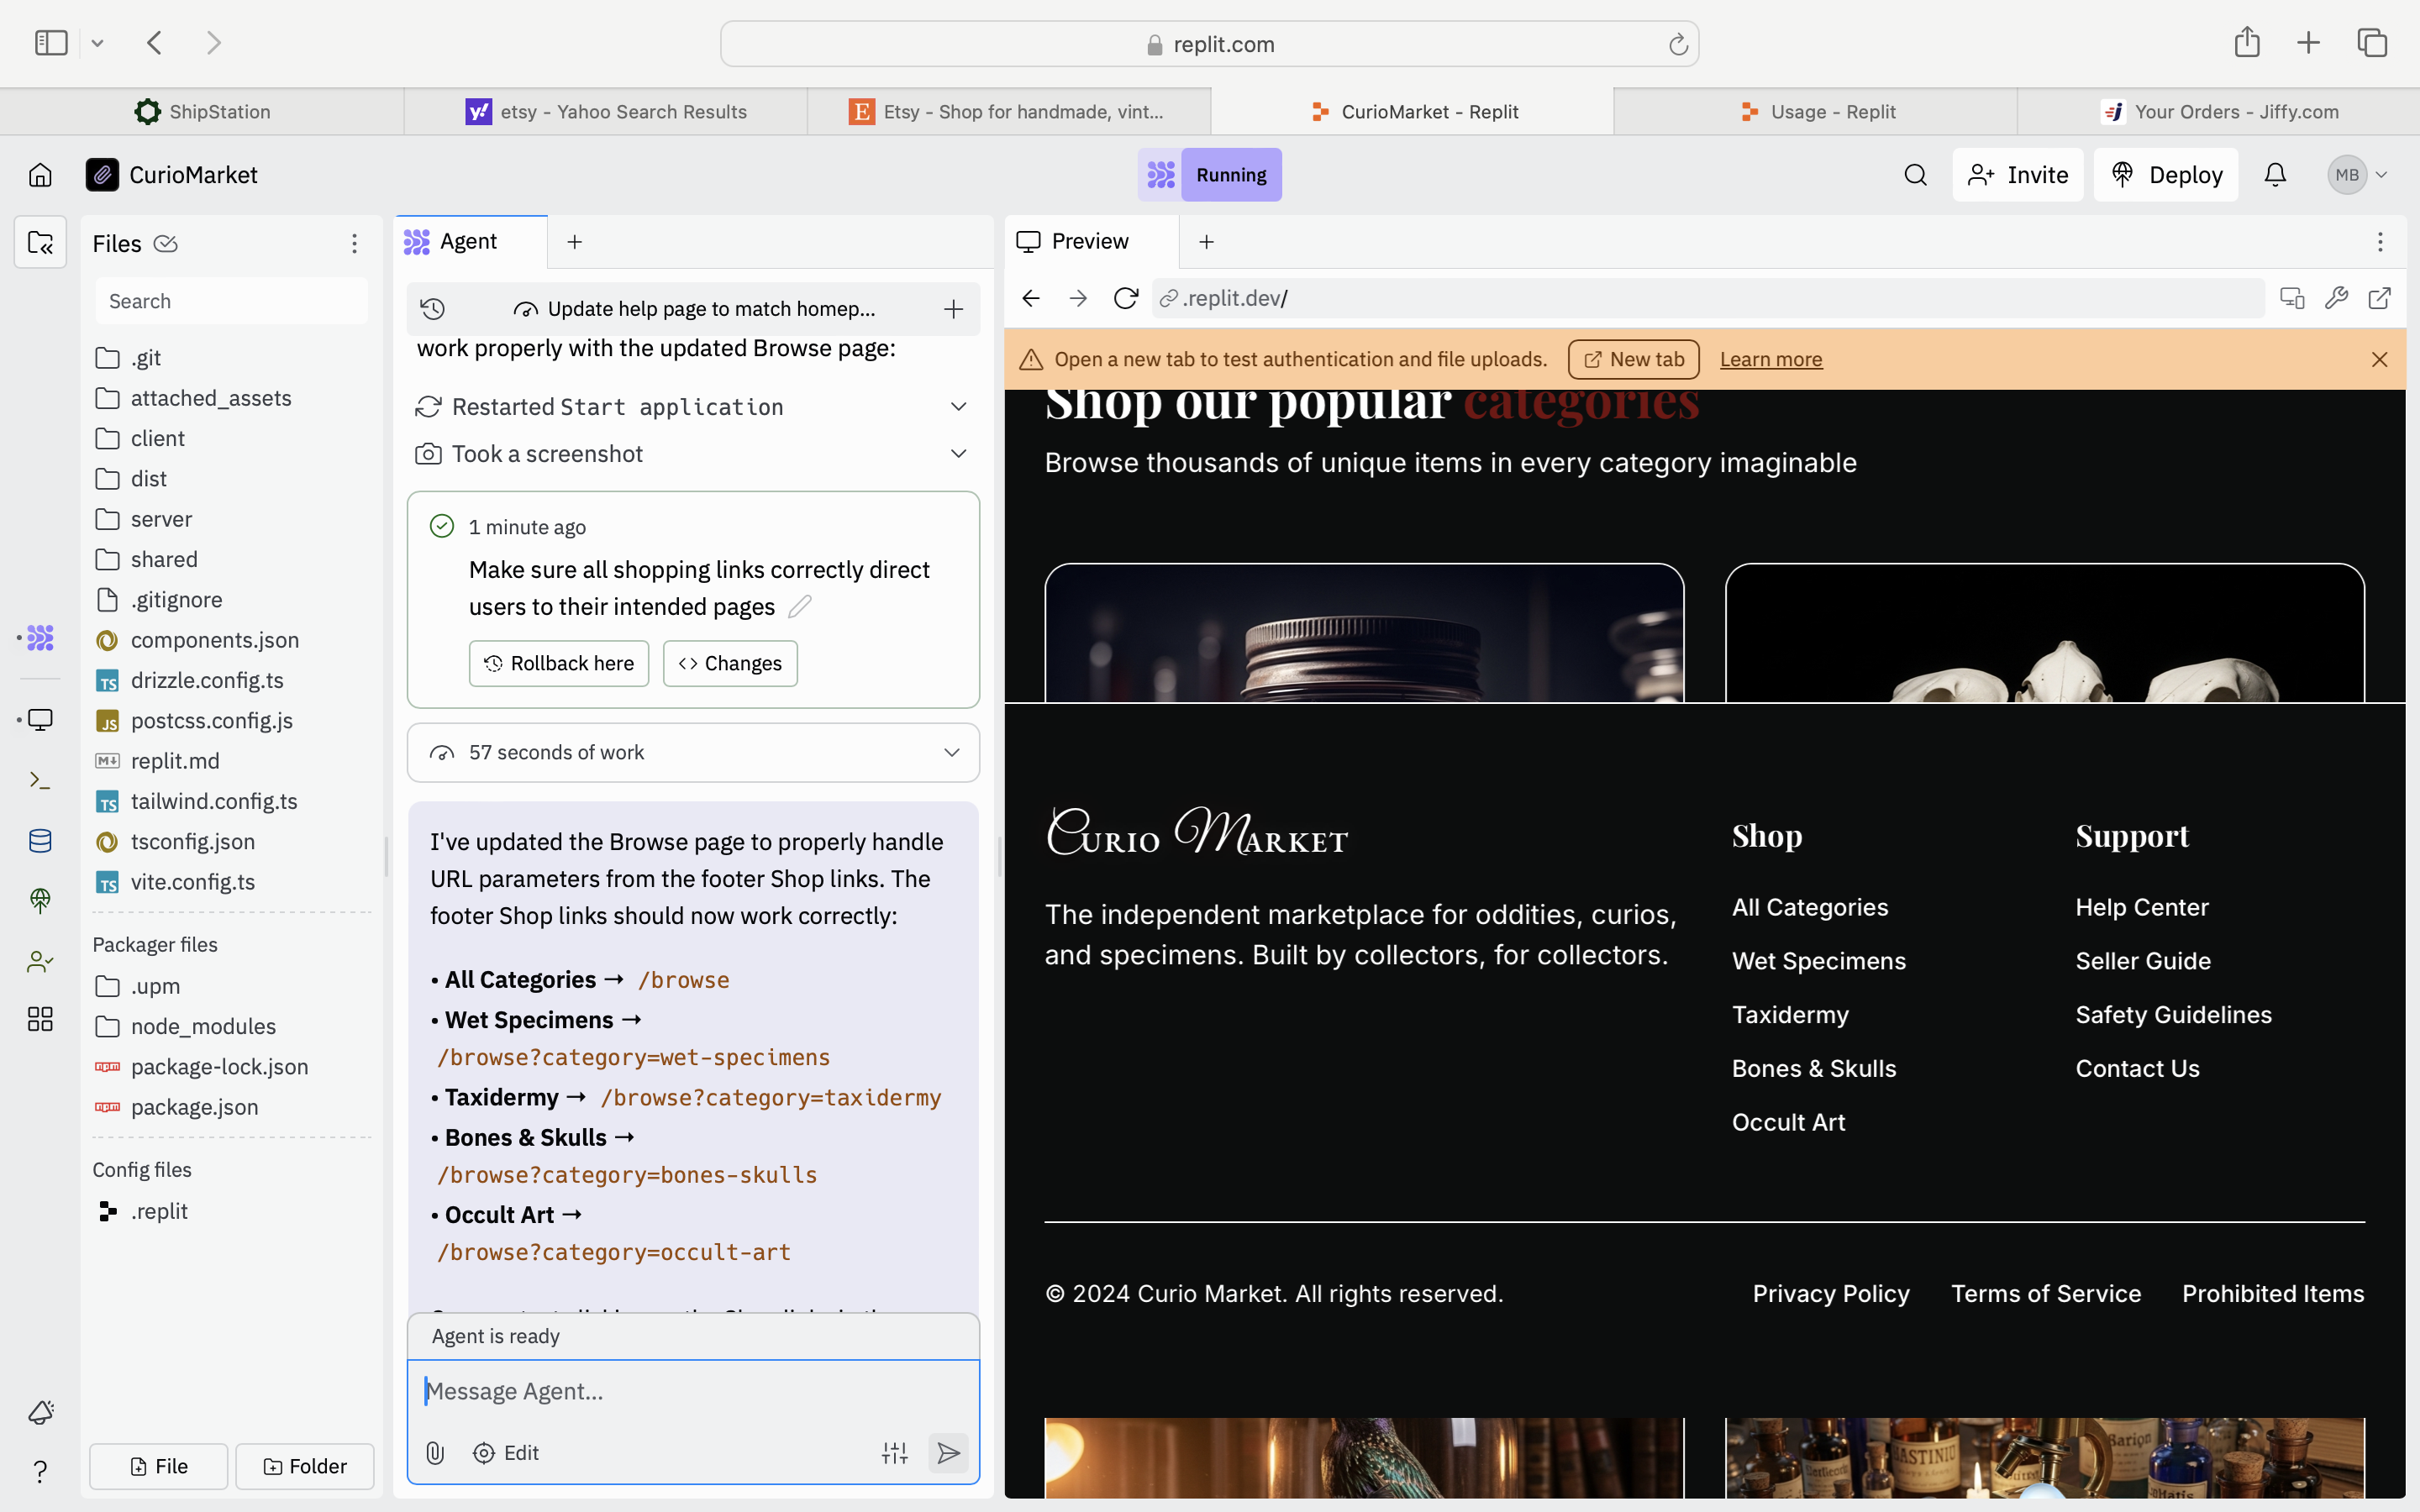 replit.com
ShipStation
etsy - Yahoo Search Results
Etsy - Shop for handmade, vint...
CurioMarket - Replit
Usage - Replit
Your Orders - Jiffy.com
CurioMarket
Running
Invite
Deploy
MB
Files
Search
.git
attached_assets
client
dist
server
shared
.gitignore
components.json
drizzle.config.ts
postcss.config.js
replit.md
tailwind.config.ts
tsconfig.json
vite.config.ts
Packager files
.upm
node_modules
package-lock.json
package.json
Config files
.replit
File
Folder
Agent
Update help page to match homep...
work properly with the updated Browse page:
Restarted Start application
Took a screenshot
1 minute ago
Make sure all shopping links correctly direct
users to their intended pages
Rollback here
Changes
57 seconds of work
I've updated the Browse page to properly handle
URL parameters from the footer Shop links. The
footer Shop links should now work correctly:
• All Categories → /browse
• Wet Specimens →
/browse?category=wet-specimens
• Taxidermy → /browse?category=taxidermy
• Bones & Skulls →
/browse?category=bones-skulls
• Occult Art →
/browse?category=occult-art
Agent is ready
Message Agent...
Edit
Preview
.replit.dev/
Open a new tab to test authentication and file uploads.
New tab
Learn more
Shop our popular categories
Browse thousands of unique items in every category imaginable
Curio Market
The independent marketplace for oddities, curios,
and specimens. Built by collectors, for collectors.
Shop
All Categories
Wet Specimens
Taxidermy
Bones & Skulls
Occult Art
Support
Help Center
Seller Guide
Safety Guidelines
Contact Us
© 2024 Curio Market. All rights reserved.
Privacy Policy
Terms of Service
Prohibited Items